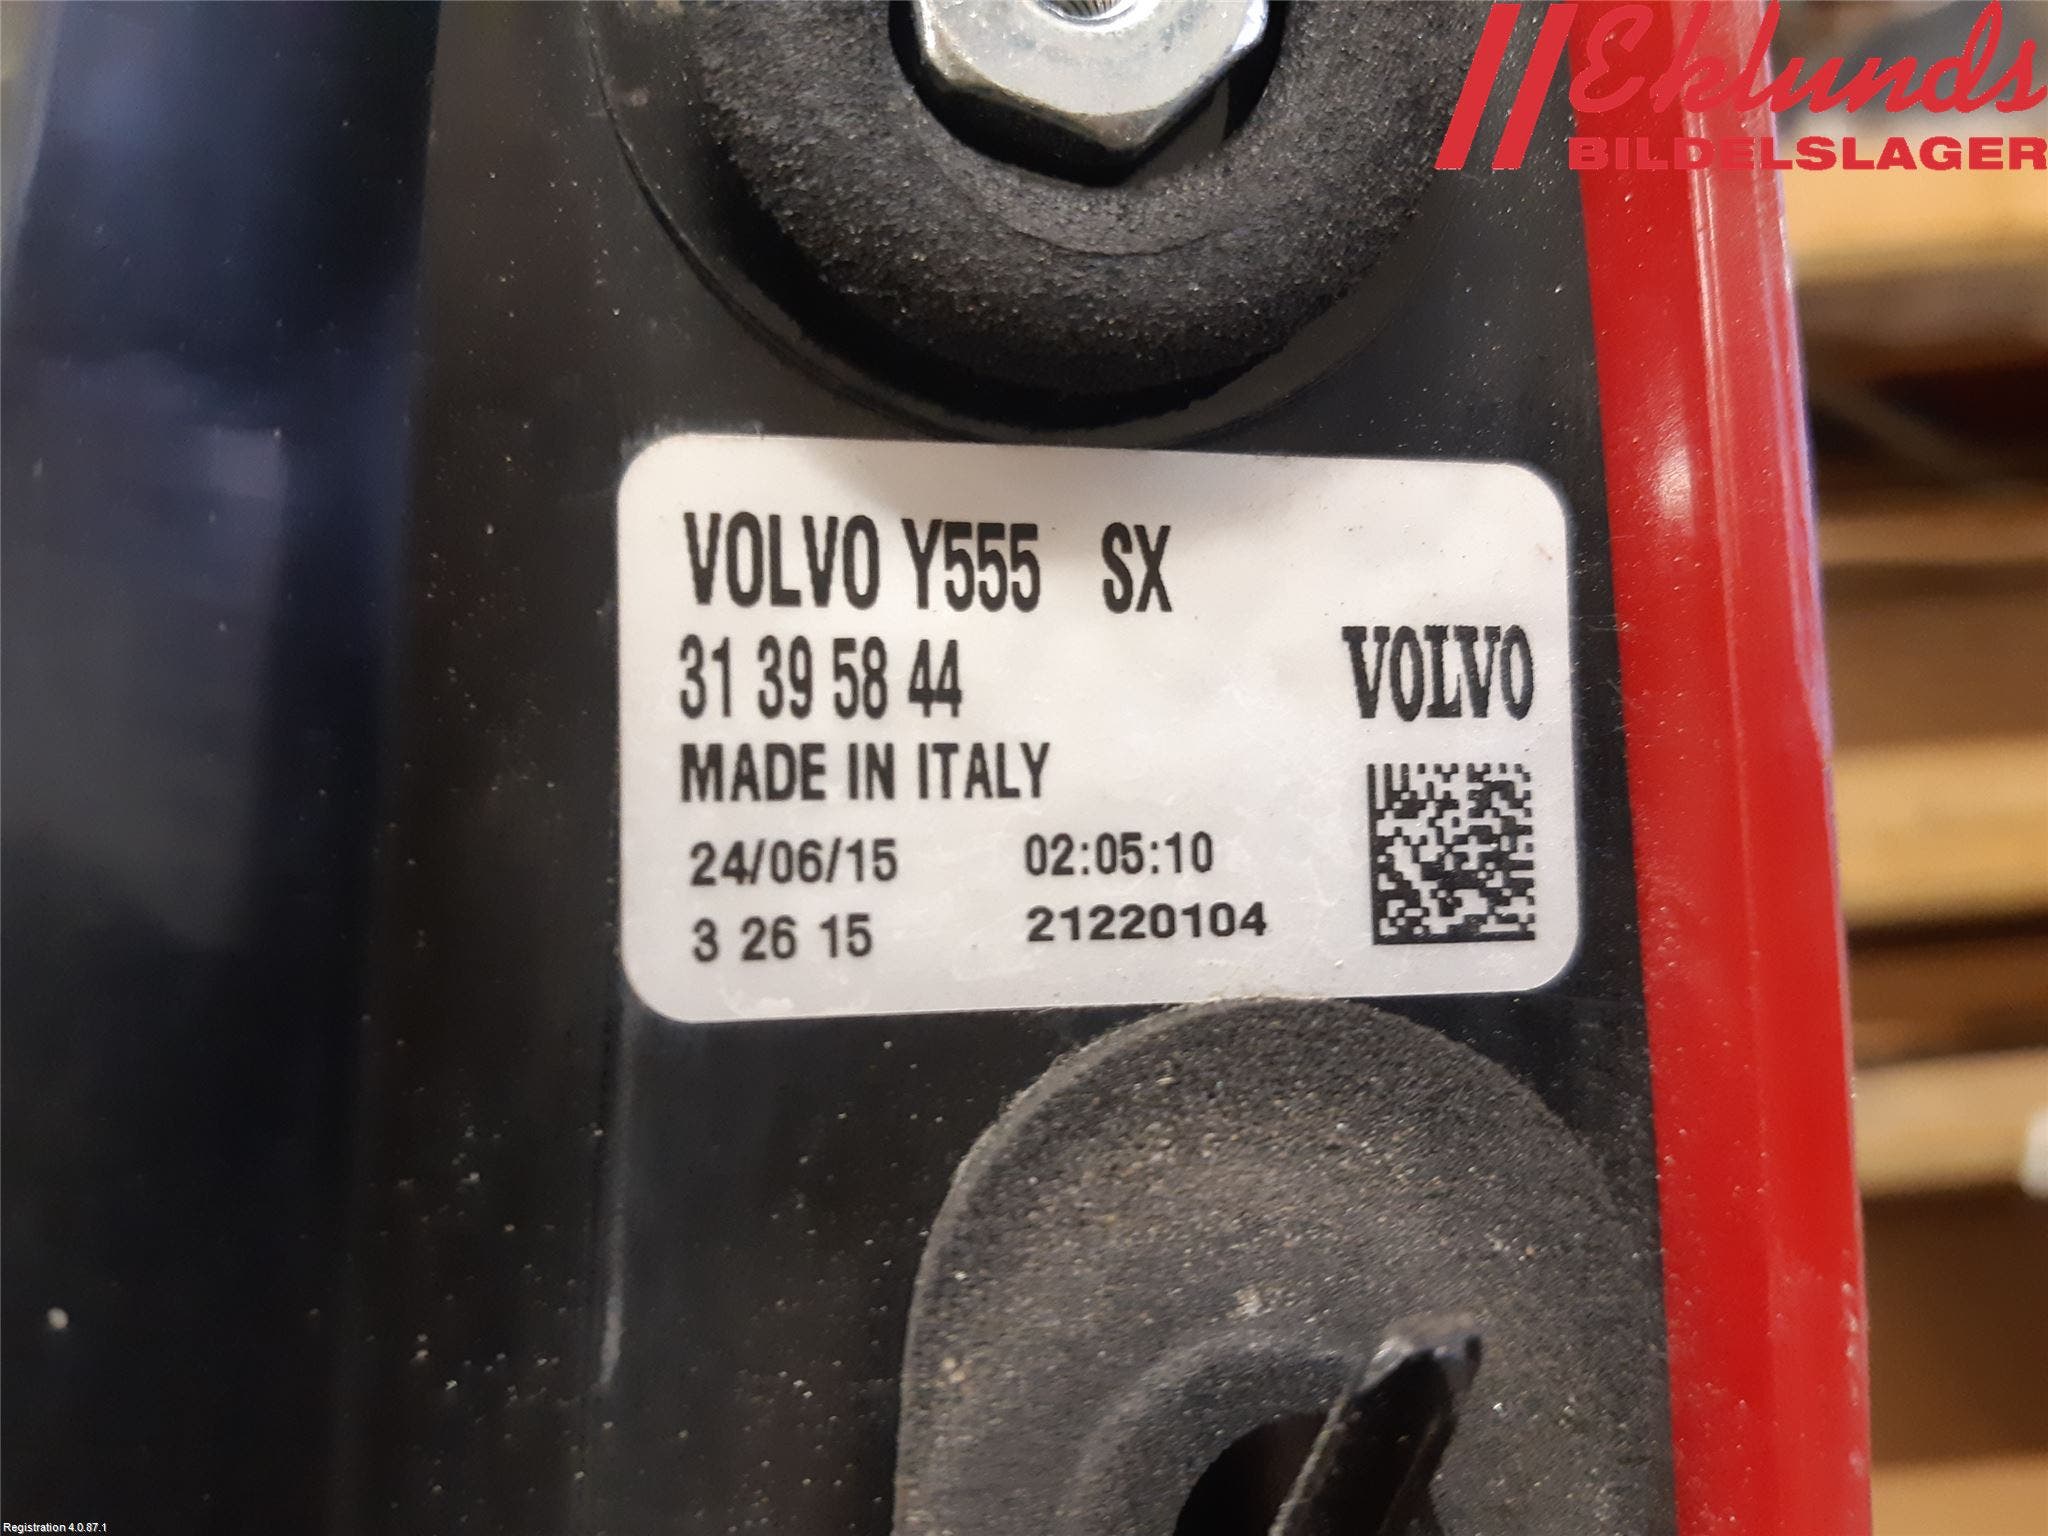 Eklunds
BILDELSLAGER
VOLVO Y555 SX
31 39 58 44
VOLVO
MADE IN ITALY
24/06/15 02:05:10
3 26 15 21220104
Registration 4.0.87.1